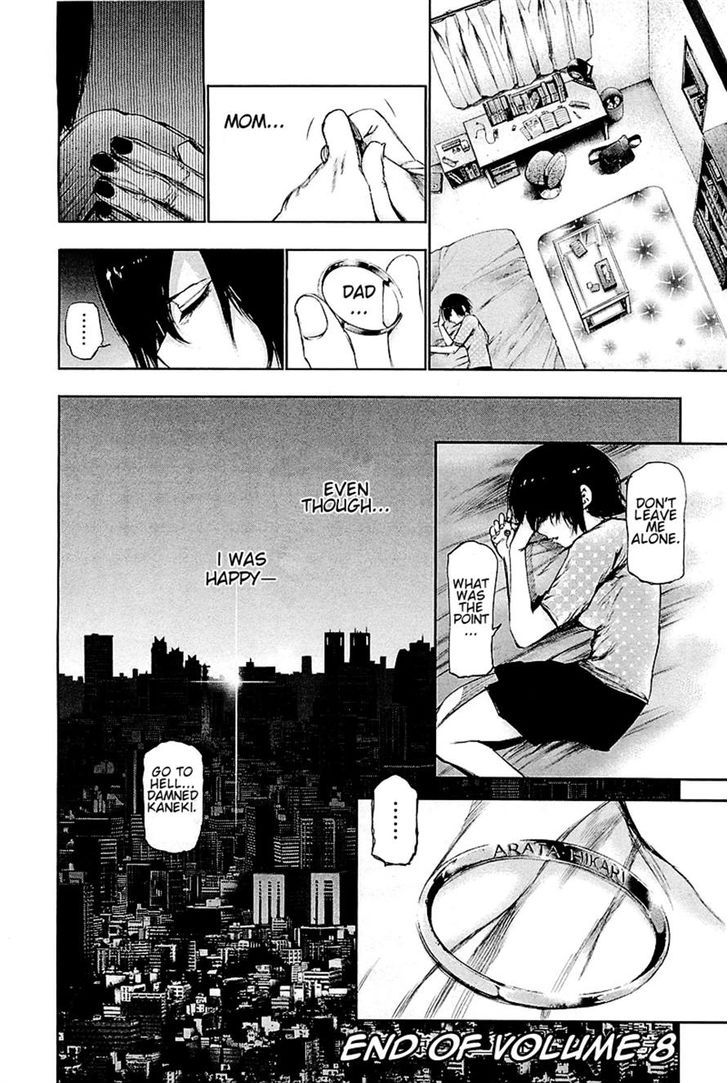 MOM...
DAD
...
......
DON'T
LEAVE
ME
ALONE.
WHAT
WAS
THE
POINT
...
EVEN
THOUGH...
I WAS
HAPPY—
......
ARATA HIKARI
GO TO
HELL...
DAMNED
KANEKI.
END OF VOLUME 8